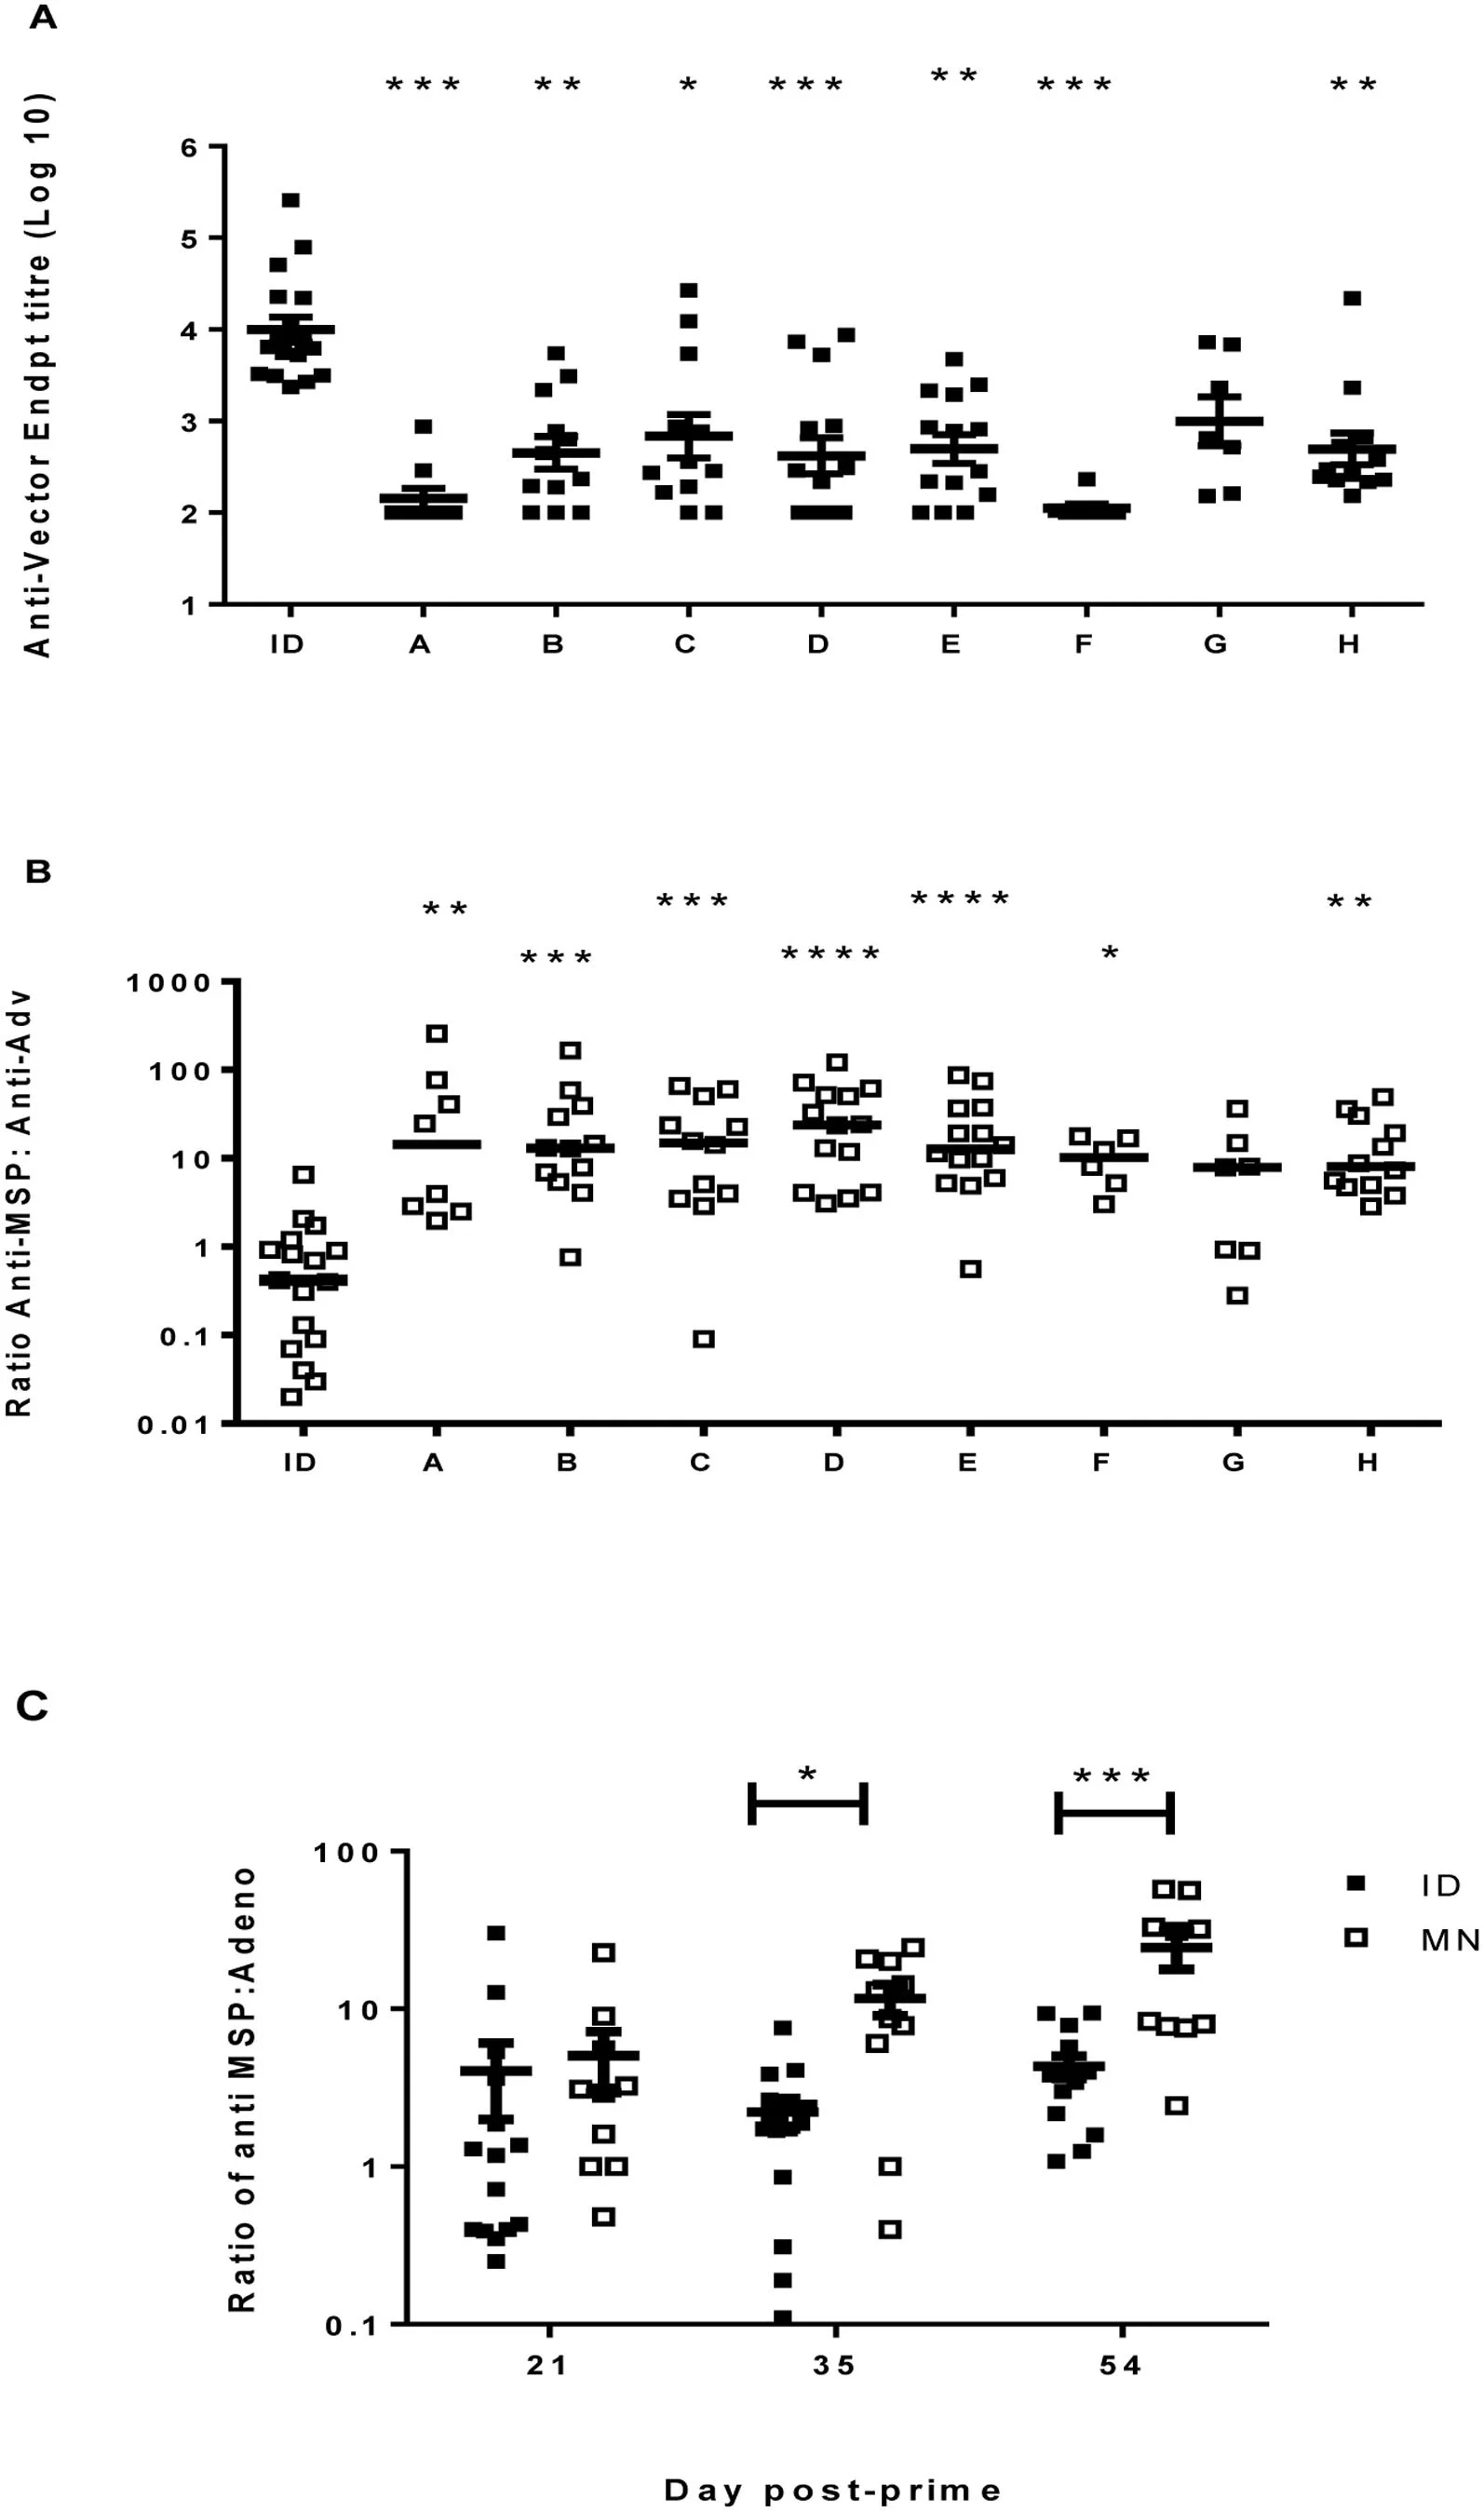 A
*** ** * *** ** *** **
Anti-Vector Endpt titre (Log 10)
6
5
4
3
2
1
ID A B C D E F G H
B
** *** *** **** **** * **
Ratio Anti-MSP: Anti-Adv
1000
100
10
1
0.1
0.01
ID A B C D E F G H
C
* ***
Ratio of anti MSP:Adeno
100
10
1
0.1
21 35 54
Day post-prime
ID
MN